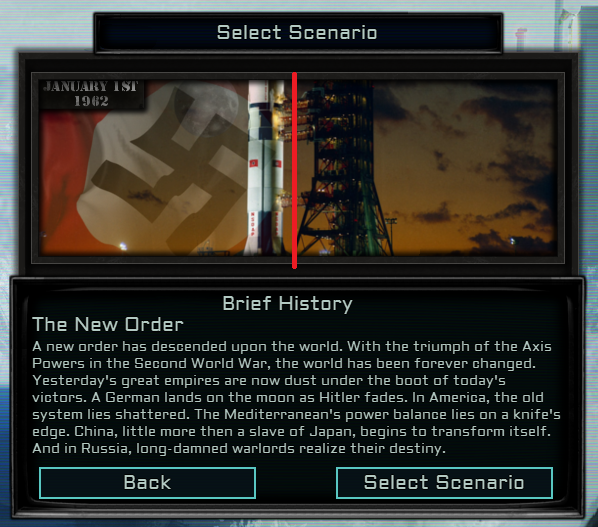 Select Scenario
JANUARY 1ST
1962
Brief History
The New Order
A new order has descended upon the world. With the triumph of the Axis
Powers in the Second World War, the world has been forever changed.
Yesterday's great empires are now dust under the boot of today's
victors. A German lands on the moon as Hitler fades. In America, the old
system lies shattered. The Mediterranean's power balance lies on a knife's
edge. China, little more then a slave of Japan, begins to transform itself.
And in Russia, long-damned warlords realize their destiny.
Back
Select Scenario